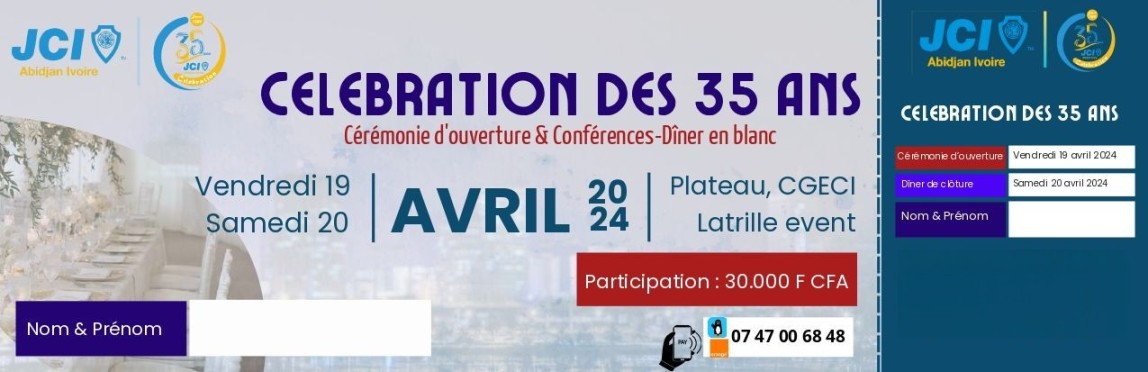 JCI
Abidjan Ivoire
35
JCI
Célébration
CELEBRATION DES 35 ANS
Cérémonie d'ouverture & Conférences-Dîner en blanc
Vendredi 19
Samedi 20
AVRIL
20
24
Plateau, CGECI
Latrille event
Participation : 30.000 F CFA
Nom & Prénom
PAY
07 47 00 68 48
JCI
Abidjan Ivoire
35
JCI
CELEBRATION DES 35 ANS
Cérémonie d'ouverture
Vendredi 19 avril 2024
Dîner de clôture
Samedi 20 avril 2024
Nom & Prénom